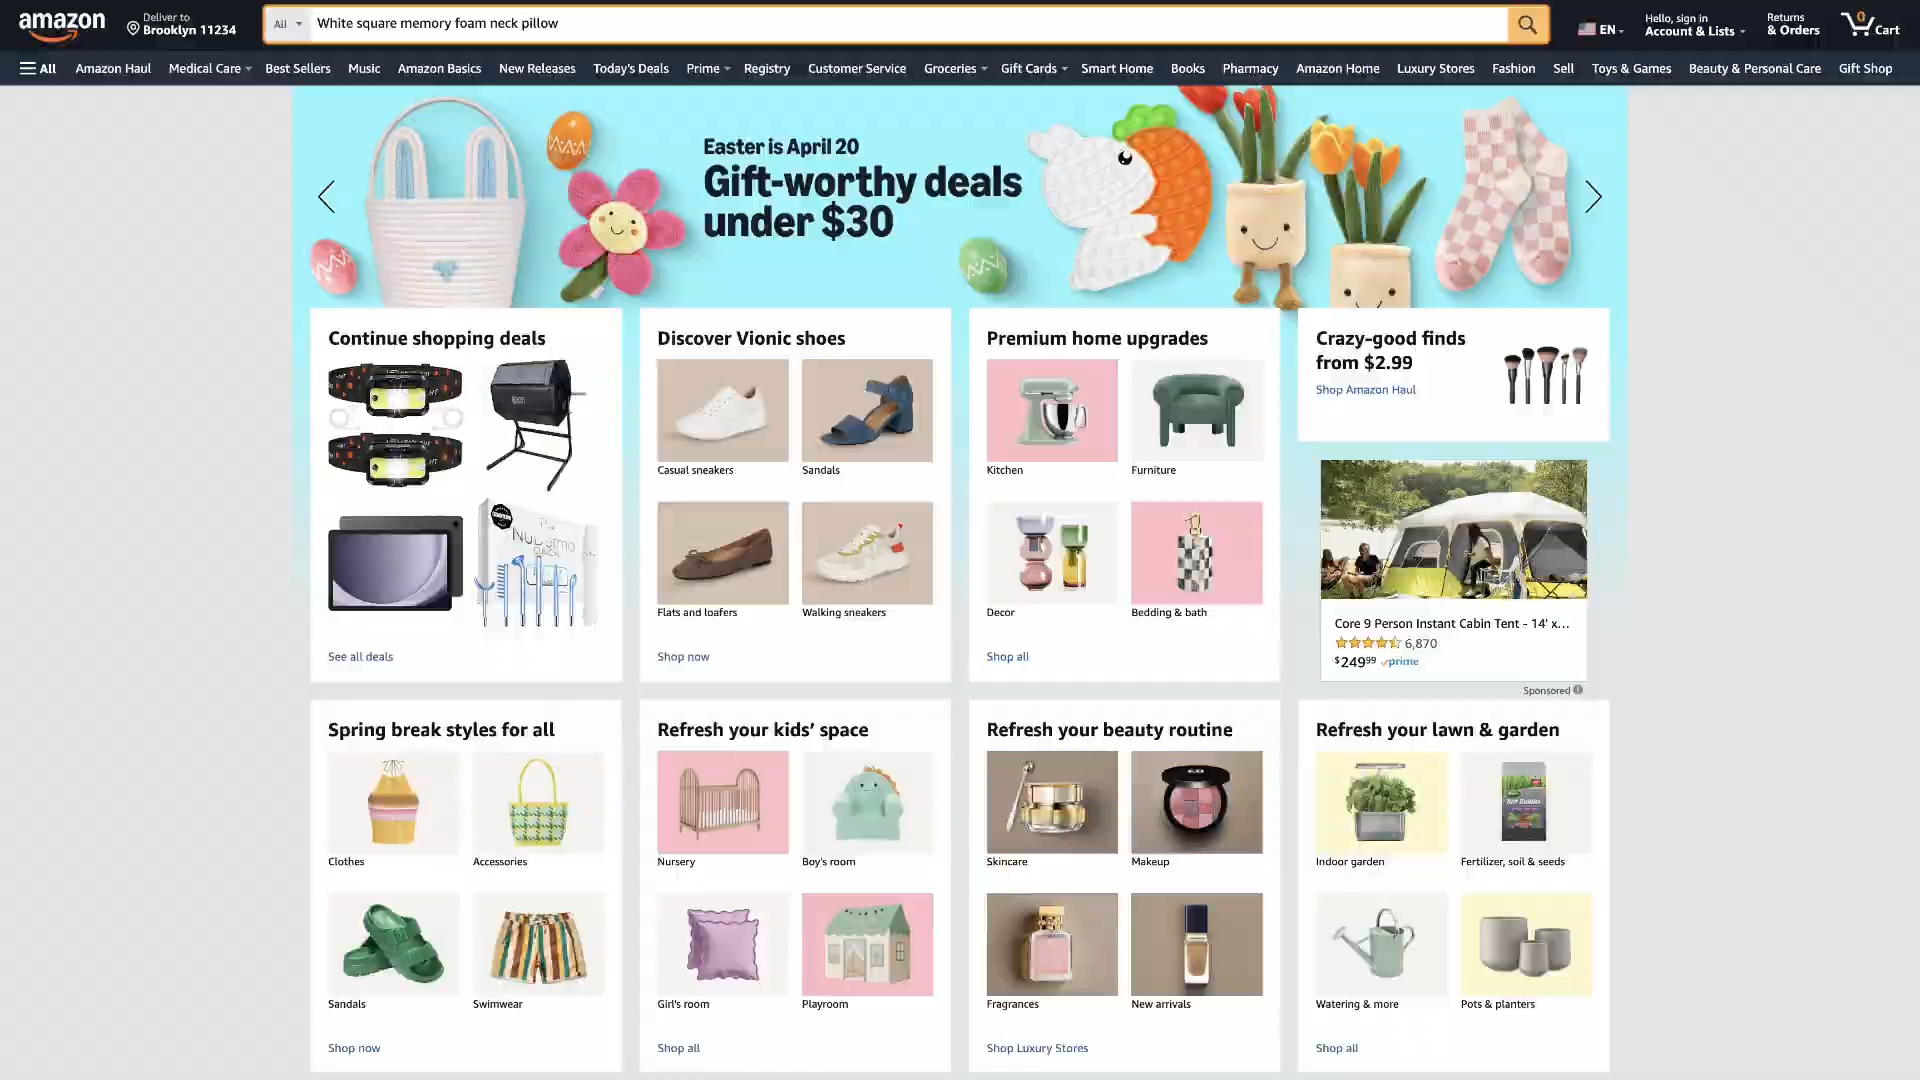 amazon
Deliver to
Brooklyn 11234
All
White square memory foam neck pillow
EN
Hello, sign in
Account & Lists
Returns
& Orders
0
Cart
All
Amazon Haul
Medical Care
Best Sellers
Music
Amazon Basics
New Releases
Today's Deals
Prime
Registry
Customer Service
Groceries
Gift Cards
Smart Home
Books
Pharmacy
Amazon Home
Luxury Stores
Fashion
Sell
Toys & Games
Beauty & Personal Care
Gift Shop
Easter is April 20
Gift-worthy deals
under $30
Continue shopping deals
See all deals
Discover Vionic shoes
Casual sneakers
Sandals
Flats and loafers
Walking sneakers
Shop now
Premium home upgrades
Kitchen
Furniture
Decor
Bedding & bath
Shop all
Crazy-good finds
from $2.99
Shop Amazon Haul
Core 9 Person Instant Cabin Tent - 14' x...
6,870
$249.99 prime
Sponsored
Spring break styles for all
Clothes
Accessories
Sandals
Swimwear
Shop now
Refresh your kids’ space
Nursery
Boy's room
Girl's room
Playroom
Shop all
Refresh your beauty routine
Skincare
Makeup
Fragrances
New arrivals
Shop Luxury Stores
Refresh your lawn & garden
Indoor garden
Fertilizer, soil & seeds
Watering & more
Pots & planters
Shop all